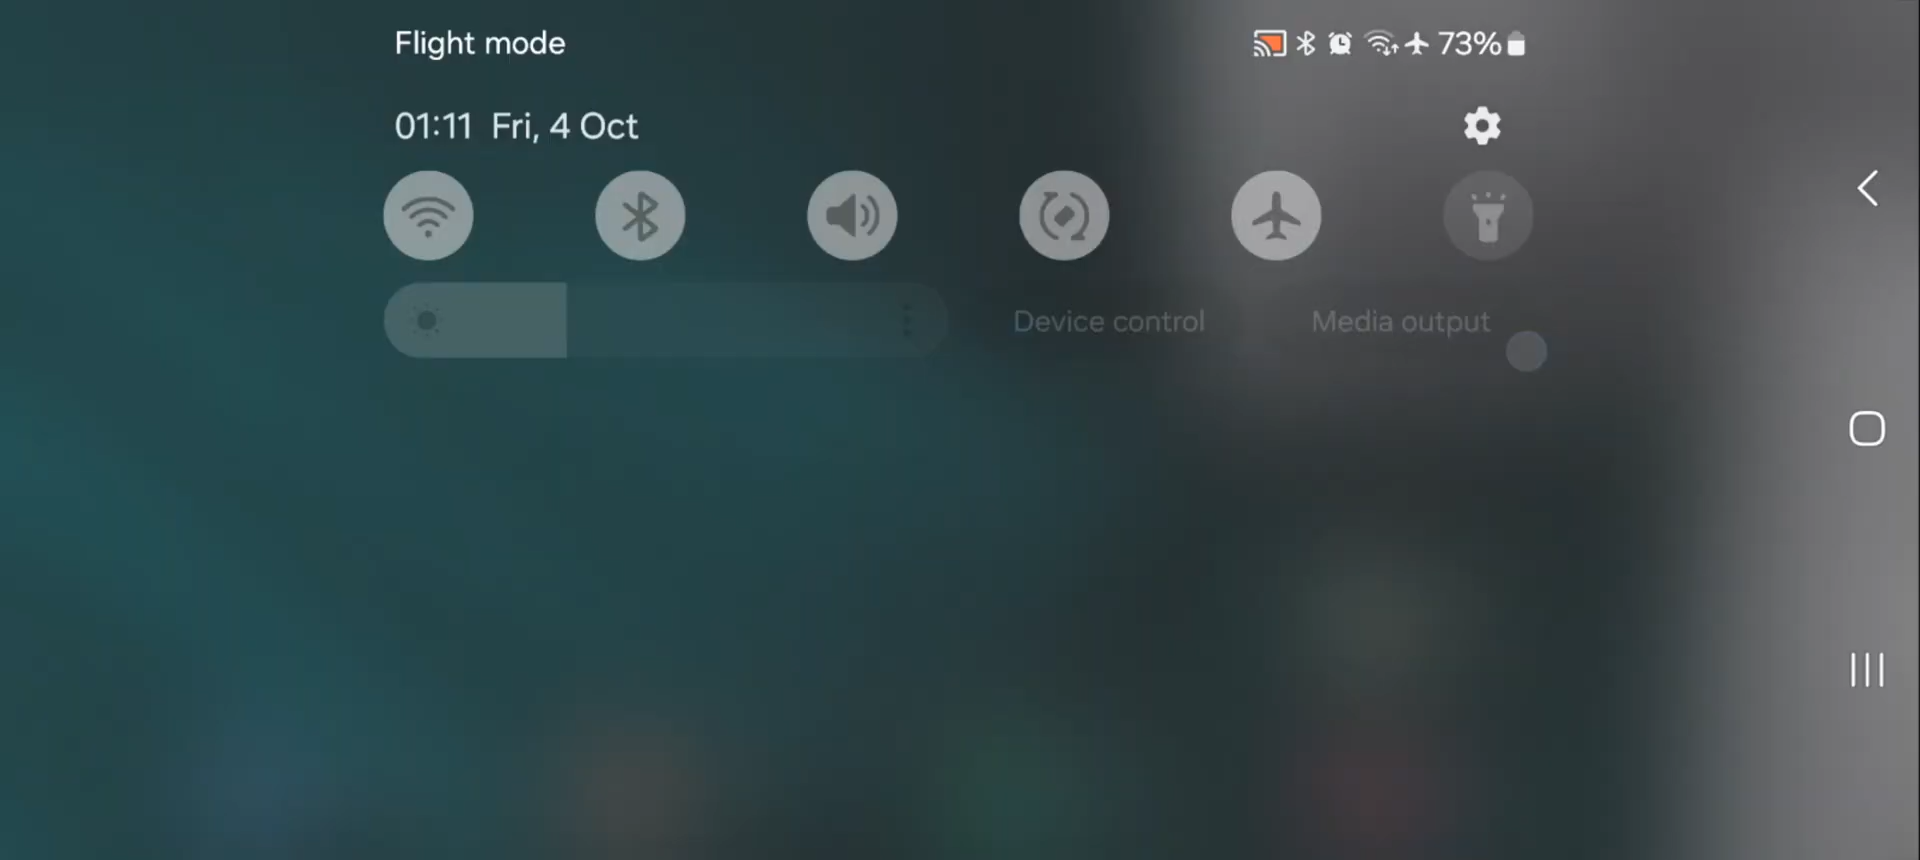 Flight mode
73%
01:11 Fri, 4 Oct
Device control
Media output